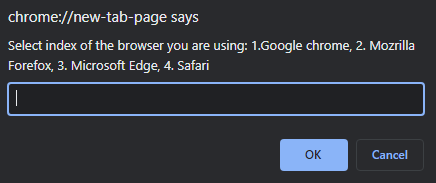 chrome://new-tab-page says
Select index of the browser you are using: 1.Google chrome, 2. Mozrilla
Forefox, 3. Microsoft Edge, 4. Safari
OK Cancel